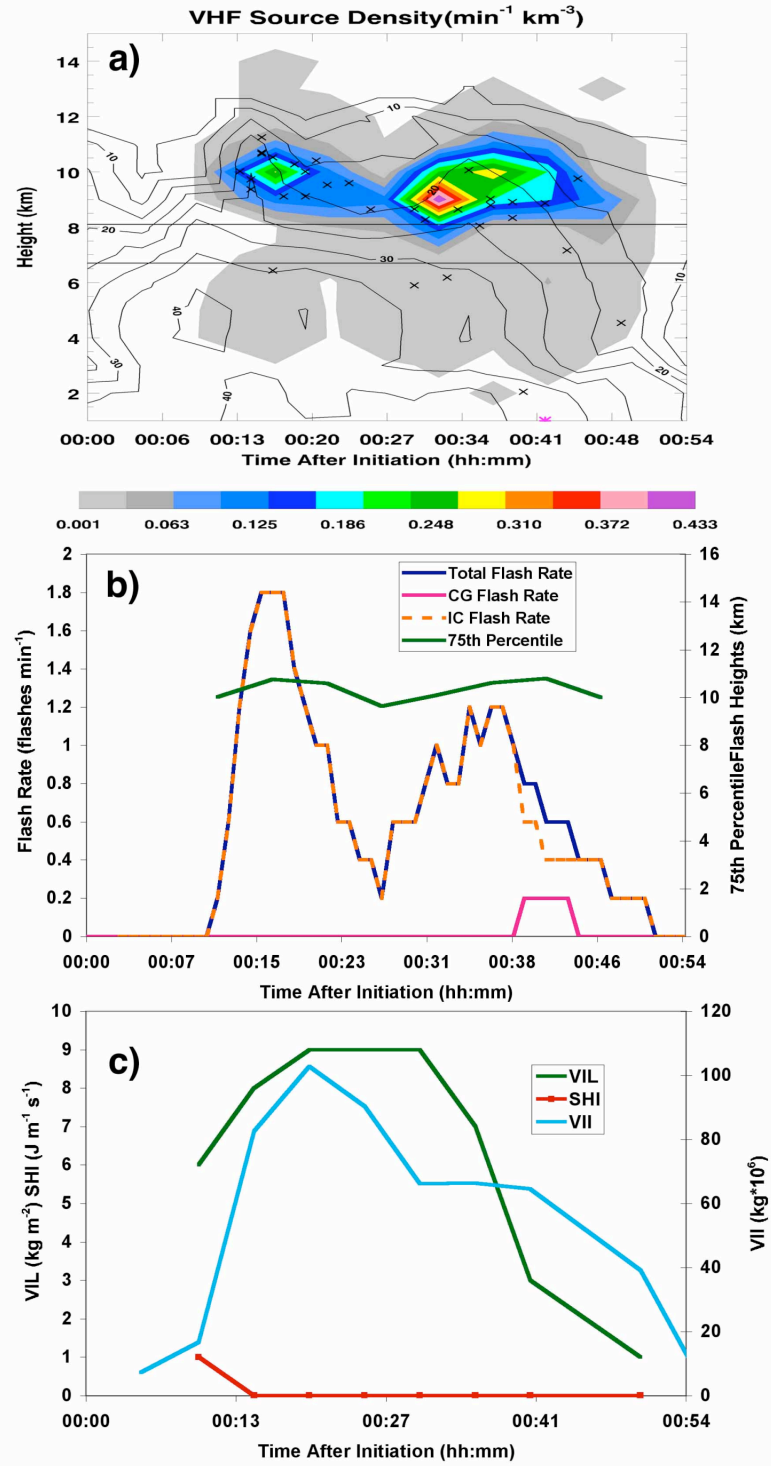 VHF Source Density(min⁻¹ km⁻³)
a)
Height (km)
14
12
10
8
6
4
2
10
10
10
20
20
30
40
40
40
30
20
10
00:00 00:06 00:13 00:20 00:27 00:34 00:41 00:48 00:54
Time After Initiation (hh:mm)
0.001 0.063 0.125 0.186 0.248 0.310 0.372 0.433
b)
Total Flash Rate
CG Flash Rate
IC Flash Rate
75th Percentile
Flash Rate (flashes min⁻¹)
2
1.8
1.6
1.4
1.2
1
0.8
0.6
0.4
0.2
0
16
14
12
10
8
6
4
2
0
75th PercentileFlash Heights (km)
00:00 00:07 00:15 00:23 00:31 00:38 00:46 00:54
Time After Initiation (hh:mm)
c)
VIL
SHI
VII
VIL (kg m⁻²) SHI (J m⁻¹ s⁻¹)
10
9
8
7
6
5
4
3
2
1
0
120
100
80
60
40
20
0
VII (kg*10⁶)
00:00 00:13 00:27 00:41 00:54
Time After Initiation (hh:mm)